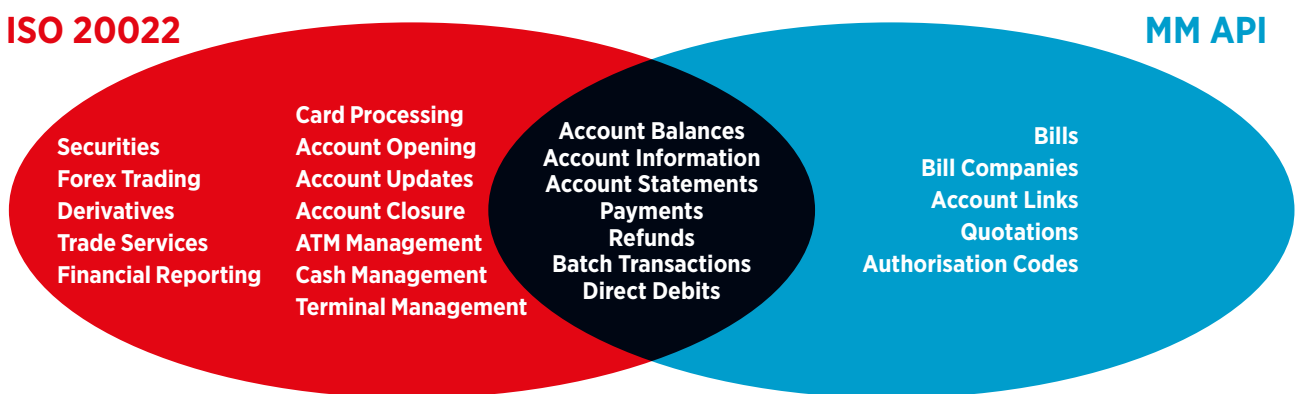 ISO 20022
MM API
Securities
Forex Trading
Derivatives
Trade Services
Financial Reporting
Card Processing
Account Opening
Account Updates
Account Closure
ATM Management
Cash Management
Terminal Management
Account Balances
Account Information
Account Statements
Payments
Refunds
Batch Transactions
Direct Debits
Bills
Bill Companies
Account Links
Quotations
Authorisation Codes